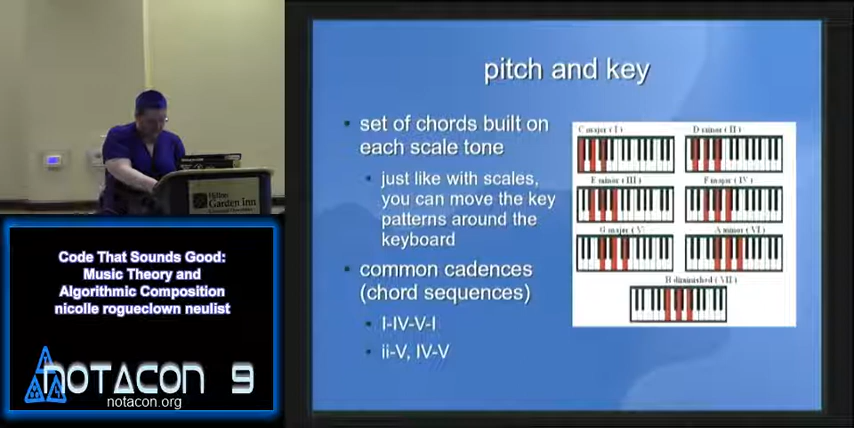 Hilton
Garden Inn
Code That Sounds Good:
Music Theory and
Algorithmic Composition
nicolle rogueclown neulist
NOTACON 9
notacon.org
pitch and key
• set of chords built on
each scale tone
• just like with scales,
you can move the key
patterns around the
keyboard
• common cadences
(chord sequences)
• I-IV-V-I
• ii-V, IV-V
C major ( I )
D minor ( II )
E minor ( III )
F major ( IV )
G major ( V )
A minor ( VI )
B diminished ( VII )